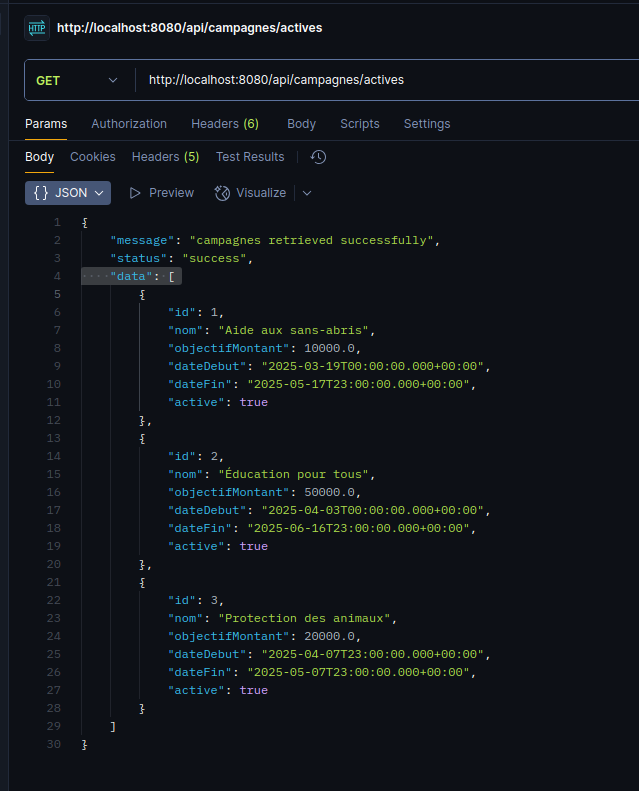 HTTP http://localhost:8080/api/campagnes/actives
GET http://localhost:8080/api/campagnes/actives
Params Authorization Headers (6) Body Scripts Settings
Body Cookies Headers (5) Test Results
{} JSON Preview Visualize
1 {
2 "message": "campagnes retrieved successfully",
3 "status": "success",
4 "data": [
5 {
6 "id": 1,
7 "nom": "Aide aux sans-abris",
8 "objectifMontant": 10000.0,
9 "dateDebut": "2025-03-19T00:00:00.000+00:00",
10 "dateFin": "2025-05-17T23:00:00.000+00:00",
11 "active": true
12 },
13 {
14 "id": 2,
15 "nom": "Éducation pour tous",
16 "objectifMontant": 50000.0,
17 "dateDebut": "2025-04-03T00:00:00.000+00:00",
18 "dateFin": "2025-06-16T23:00:00.000+00:00",
19 "active": true
20 },
21 {
22 "id": 3,
23 "nom": "Protection des animaux",
24 "objectifMontant": 20000.0,
25 "dateDebut": "2025-04-07T23:00:00.000+00:00",
26 "dateFin": "2025-05-07T23:00:00.000+00:00",
27 "active": true
28 }
29 ]
30 }